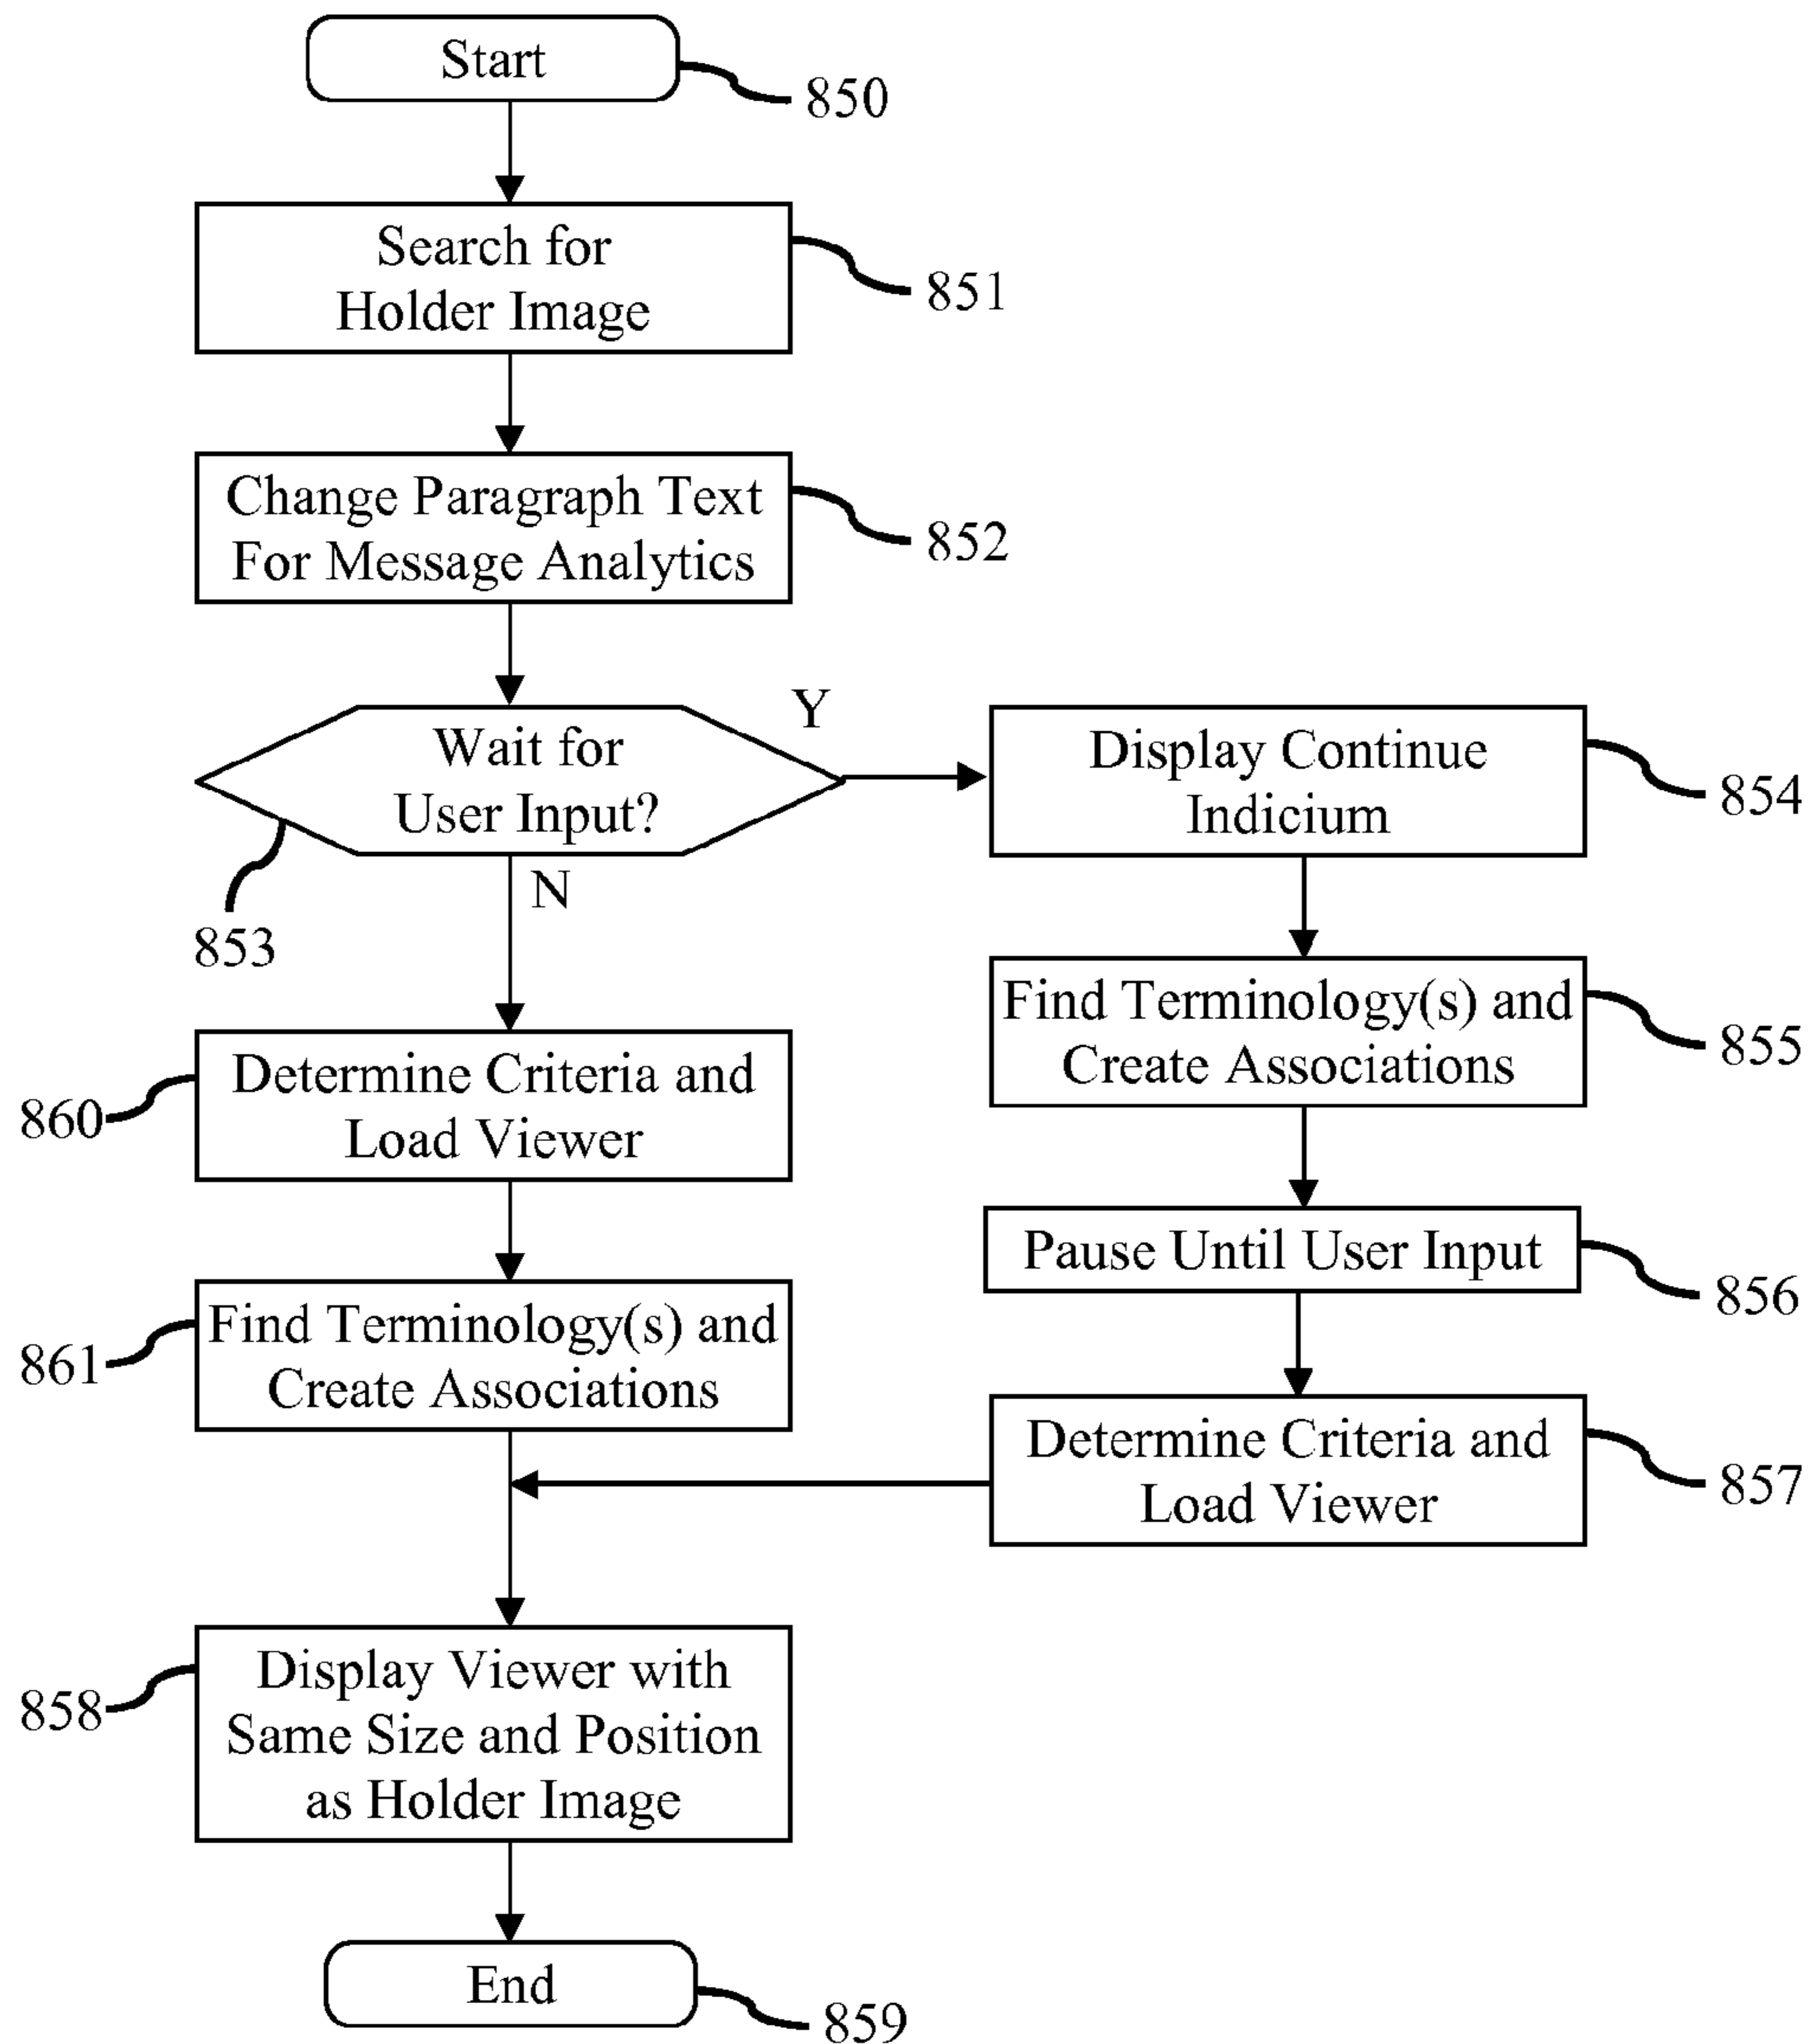 Start
850
Search for
Holder Image
851
Change Paragraph Text
For Message Analytics
852
Wait for
User Input?
853
Y
N
Display Continue
Indicium
854
Find Terminology(s) and
Create Associations
855
Pause Until User Input
856
Determine Criteria and
Load Viewer
857
Determine Criteria and
Load Viewer
860
Find Terminology(s) and
Create Associations
861
Display Viewer with
Same Size and Position
as Holder Image
858
End
859